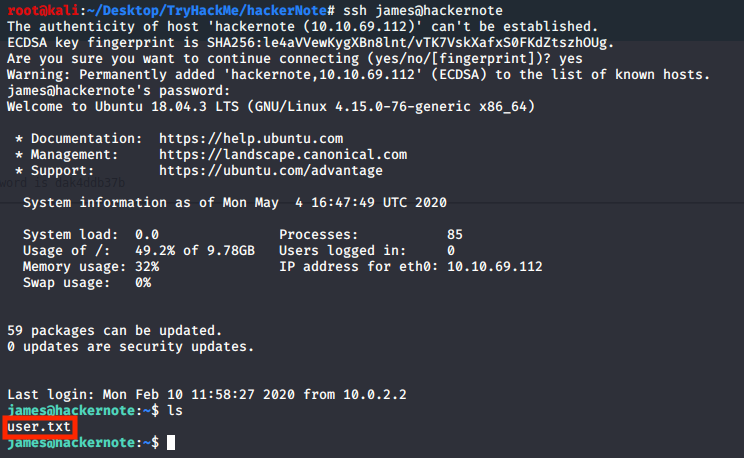 root@kali:~/Desktop/TryHackMe/hackerNote# ssh james@hackernote
The authenticity of host 'hackernote (10.10.69.112)' can't be established.
ECDSA key fingerprint is SHA256:le4aVVewKygXBn8lnt/vTK7VskXafxS0FKdZtszhOUg.
Are you sure you want to continue connecting (yes/no/[fingerprint])? yes
Warning: Permanently added 'hackernote,10.10.69.112' (ECDSA) to the list of known hosts.
james@hackernote's password:
Welcome to Ubuntu 18.04.3 LTS (GNU/Linux 4.15.0-76-generic x86_64)
* Documentation:  https://help.ubuntu.com
* Management:     https://landscape.canonical.com
* Support:        https://ubuntu.com/advantage
System information as of Mon May  4 16:47:49 UTC 2020
System load:  0.0               Processes:           85
Usage of /:   49.2% of 9.78GB   Users logged in:     0
Memory usage: 32%               IP address for eth0: 10.10.69.112
Swap usage:   0%
59 packages can be updated.
0 updates are security updates.
Last login: Mon Feb 10 11:58:27 2020 from 10.0.2.2
james@hackernote:~$ ls
user.txt
james@hackernote:~$